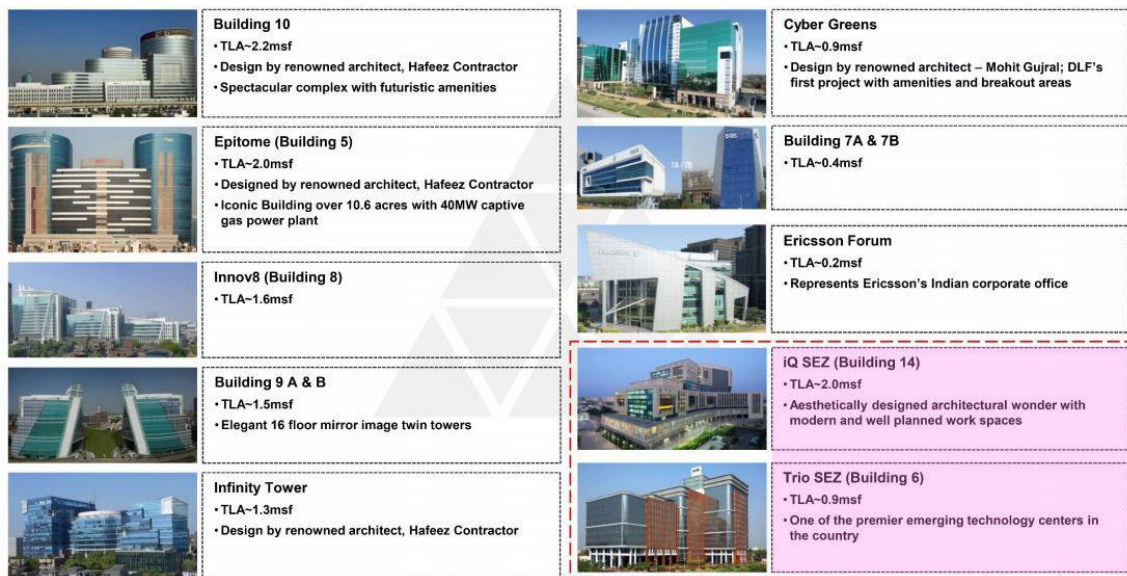 Building 10
• TLA~2.2msf
• Design by renowned architect, Hafeez Contractor
• Spectacular complex with futuristic amenities
Epitome (Building 5)
• TLA~2.0msf
• Designed by renowned architect, Hafeez Contractor
• Iconic Building over 10.6 acres with 40MW captive
gas power plant
Innov8 (Building 8)
• TLA~1.6msf
Building 9 A & B
• TLA~1.5msf
• Elegant 16 floor mirror image twin towers
Infinity Tower
• TLA~1.3msf
• Design by renowned architect, Hafeez Contractor
Cyber Greens
• TLA~0.9msf
• Design by renowned architect – Mohit Gujral; DLF's
first project with amenities and breakout areas
7A / 7B
Building 7A & 7B
• TLA~0.4msf
Ericsson Forum
• TLA~0.2msf
• Represents Ericsson's Indian corporate office
iQ SEZ (Building 14)
• TLA~2.0msf
• Aesthetically designed architectural wonder with
modern and well planned work spaces
Trio SEZ (Building 6)
• TLA~0.9msf
• One of the premier emerging technology centers in
the country